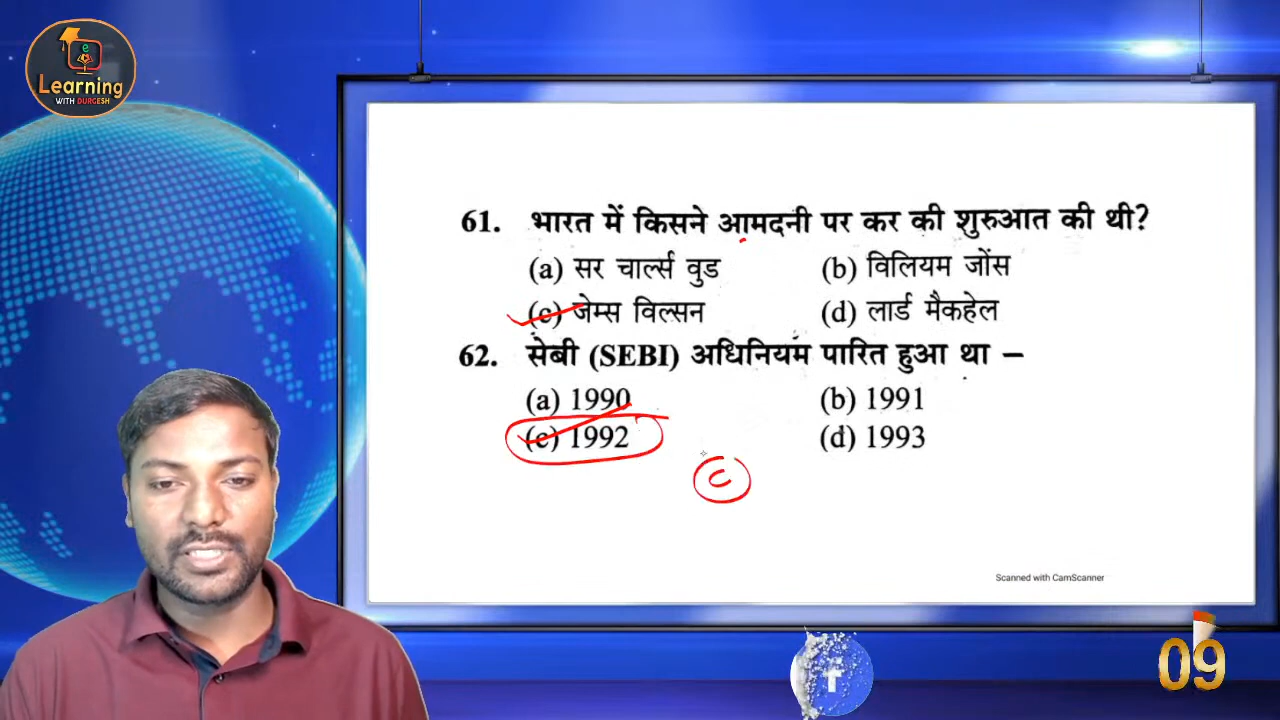 e
Learning
WITH DURGESH
61. भारत में किसने आमदनी पर कर की शुरुआत की थी?
(a) सर चार्ल्स वुड (b) विलियम जोंस
(c) जेम्स विल्सन (d) लार्ड मैकहेल
62. सेबी (SEBI) अधिनियम पारित हुआ था –
(a) 1990 (b) 1991
(c) 1992 (d) 1993
C
Scanned with CamScanner
f
09